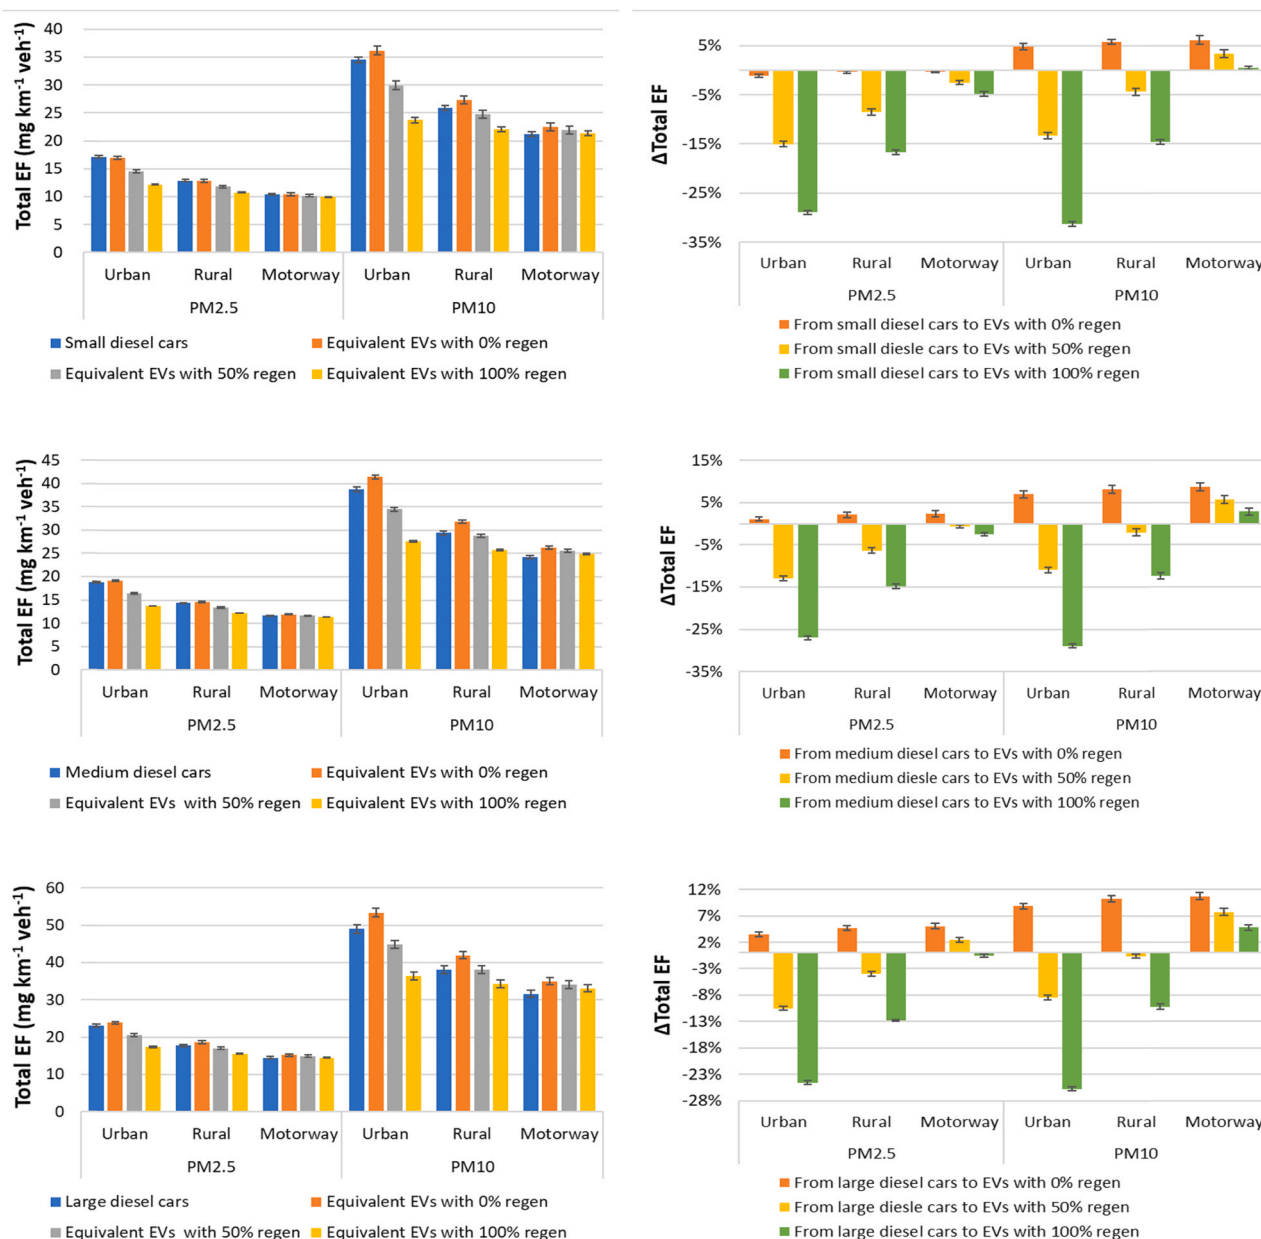 Total EF (mg km⁻¹ veh⁻¹)
40
35
30
25
20
15
10
5
0
Urban Rural Motorway Urban Rural Motorway
PM2.5 PM10
Small diesel cars Equivalent EVs with 0% regen
Equivalent EVs with 50% regen Equivalent EVs with 100% regen
ΔTotal EF
5%
-5%
-15%
-25%
-35%
Urban Rural Motorway Urban Rural Motorway
PM2.5 PM10
From small diesel cars to EVs with 0% regen
From small diesle cars to EVs with 50% regen
From small diesel cars to EVs with 100% regen
Total EF (mg km⁻¹ veh⁻¹)
45
40
35
30
25
20
15
10
5
0
Urban Rural Motorway Urban Rural Motorway
PM2.5 PM10
Medium diesel cars Equivalent EVs with 0% regen
Equivalent EVs with 50% regen Equivalent EVs with 100% regen
ΔTotal EF
15%
5%
-5%
-15%
-25%
-35%
Urban Rural Motorway Urban Rural Motorway
PM2.5 PM10
From medium diesel cars to EVs with 0% regen
From medium diesle cars to EVs with 50% regen
From medium diesel cars to EVs with 100% regen
Total EF (mg km⁻¹ veh⁻¹)
60
50
40
30
20
10
0
Urban Rural Motorway Urban Rural Motorway
PM2.5 PM10
Large diesel cars Equivalent EVs with 0% regen
Equivalent EVs with 50% regen Equivalent EVs with 100% regen
ΔTotal EF
12%
7%
2%
-3%
-8%
-13%
-18%
-23%
-28%
Urban Rural Motorway Urban Rural Motorway
PM2.5 PM10
From large diesel cars to EVs with 0% regen
From large diesle cars to EVs with 50% regen
From large diesel cars to EVs with 100% regen